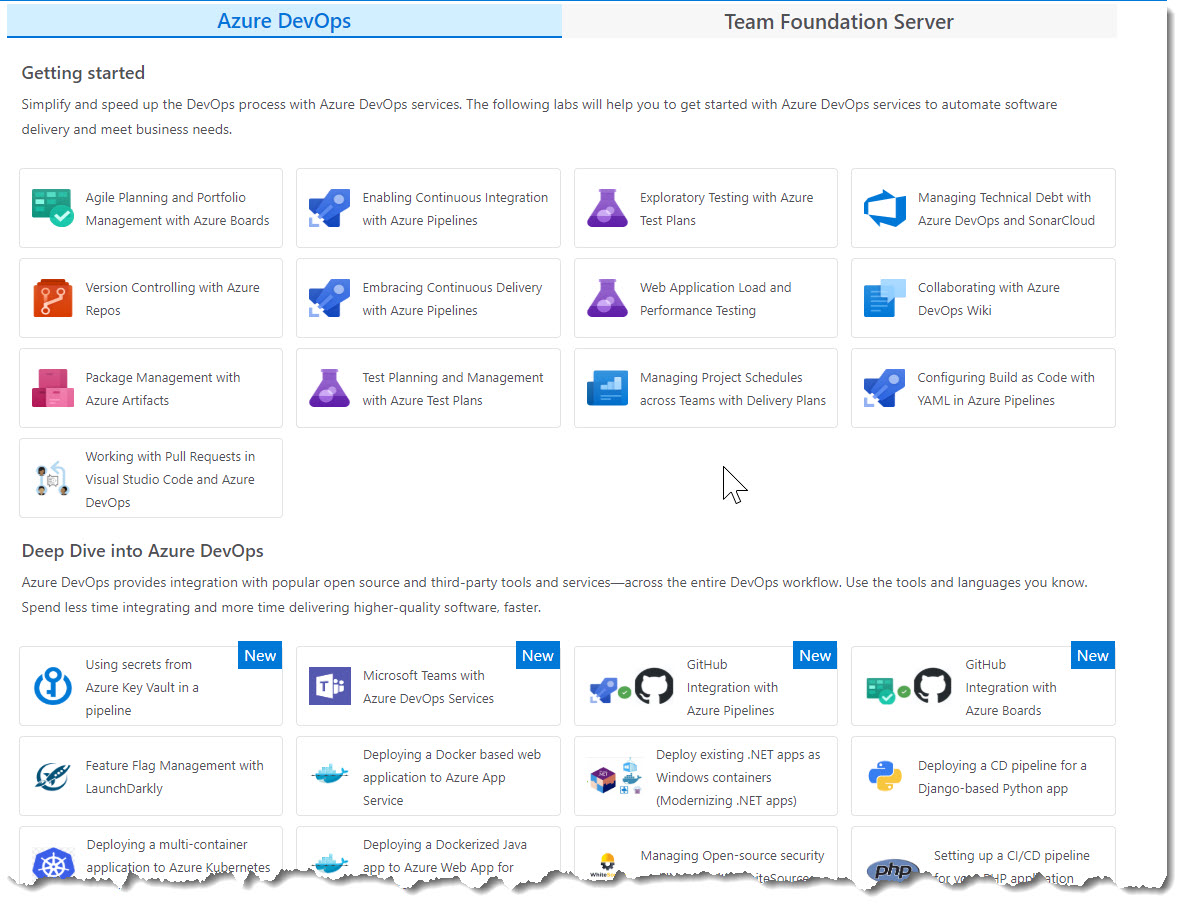 Azure DevOps
Team Foundation Server
Getting started
Simplify and speed up the DevOps process with Azure DevOps services. The following labs will help you to get started with Azure DevOps services to automate software
delivery and meet business needs.
Agile Planning and Portfolio
Management with Azure Boards
Enabling Continuous Integration
with Azure Pipelines
Exploratory Testing with Azure
Test Plans
Managing Technical Debt with
Azure DevOps and SonarCloud
Version Controlling with Azure
Repos
Embracing Continuous Delivery
with Azure Pipelines
Web Application Load and
Performance Testing
Collaborating with Azure
DevOps Wiki
Package Management with
Azure Artifacts
Test Planning and Management
with Azure Test Plans
Managing Project Schedules
across Teams with Delivery Plans
Configuring Build as Code with
YAML in Azure Pipelines
Working with Pull Requests in
Visual Studio Code and Azure
DevOps
Deep Dive into Azure DevOps
Azure DevOps provides integration with popular open source and third-party tools and services—across the entire DevOps workflow. Use the tools and languages you know.
Spend less time integrating and more time delivering higher-quality software, faster.
New
Using secrets from
Azure Key Vault in a
pipeline
New
Microsoft Teams with
Azure DevOps Services
New
GitHub
Integration with
Azure Pipelines
New
GitHub
Integration with
Azure Boards
Feature Flag Management with
LaunchDarkly
Deploying a Docker based web
application to Azure App
Service
.NET
Deploy existing .NET apps as
Windows containers
(Modernizing .NET apps)
Deploying a CD pipeline for a
Django-based Python app
Deploying a multi-container
application to Azure Kubernetes
Deploying a Dockerized Java
app to Azure Web App for
Managing Open-source security
php
Setting up a CI/CD pipeline
for your PHP application